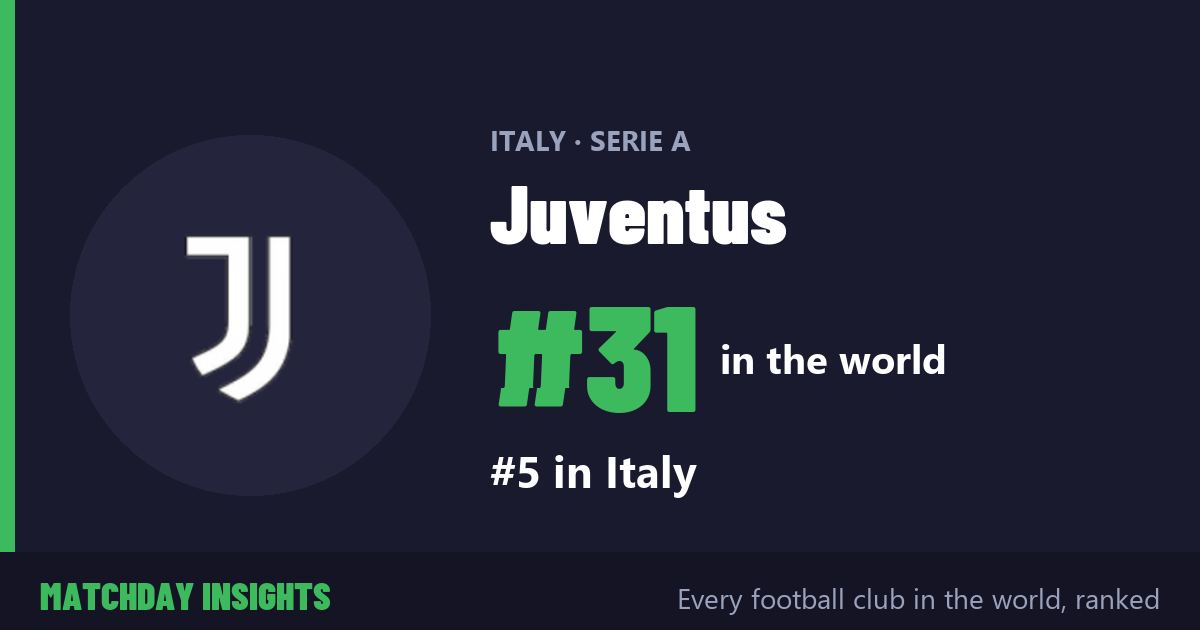 ITALY · SERIE A
Juventus
#31 in the world
#5 in Italy
MATCHDAY INSIGHTS
Every football club in the world, ranked